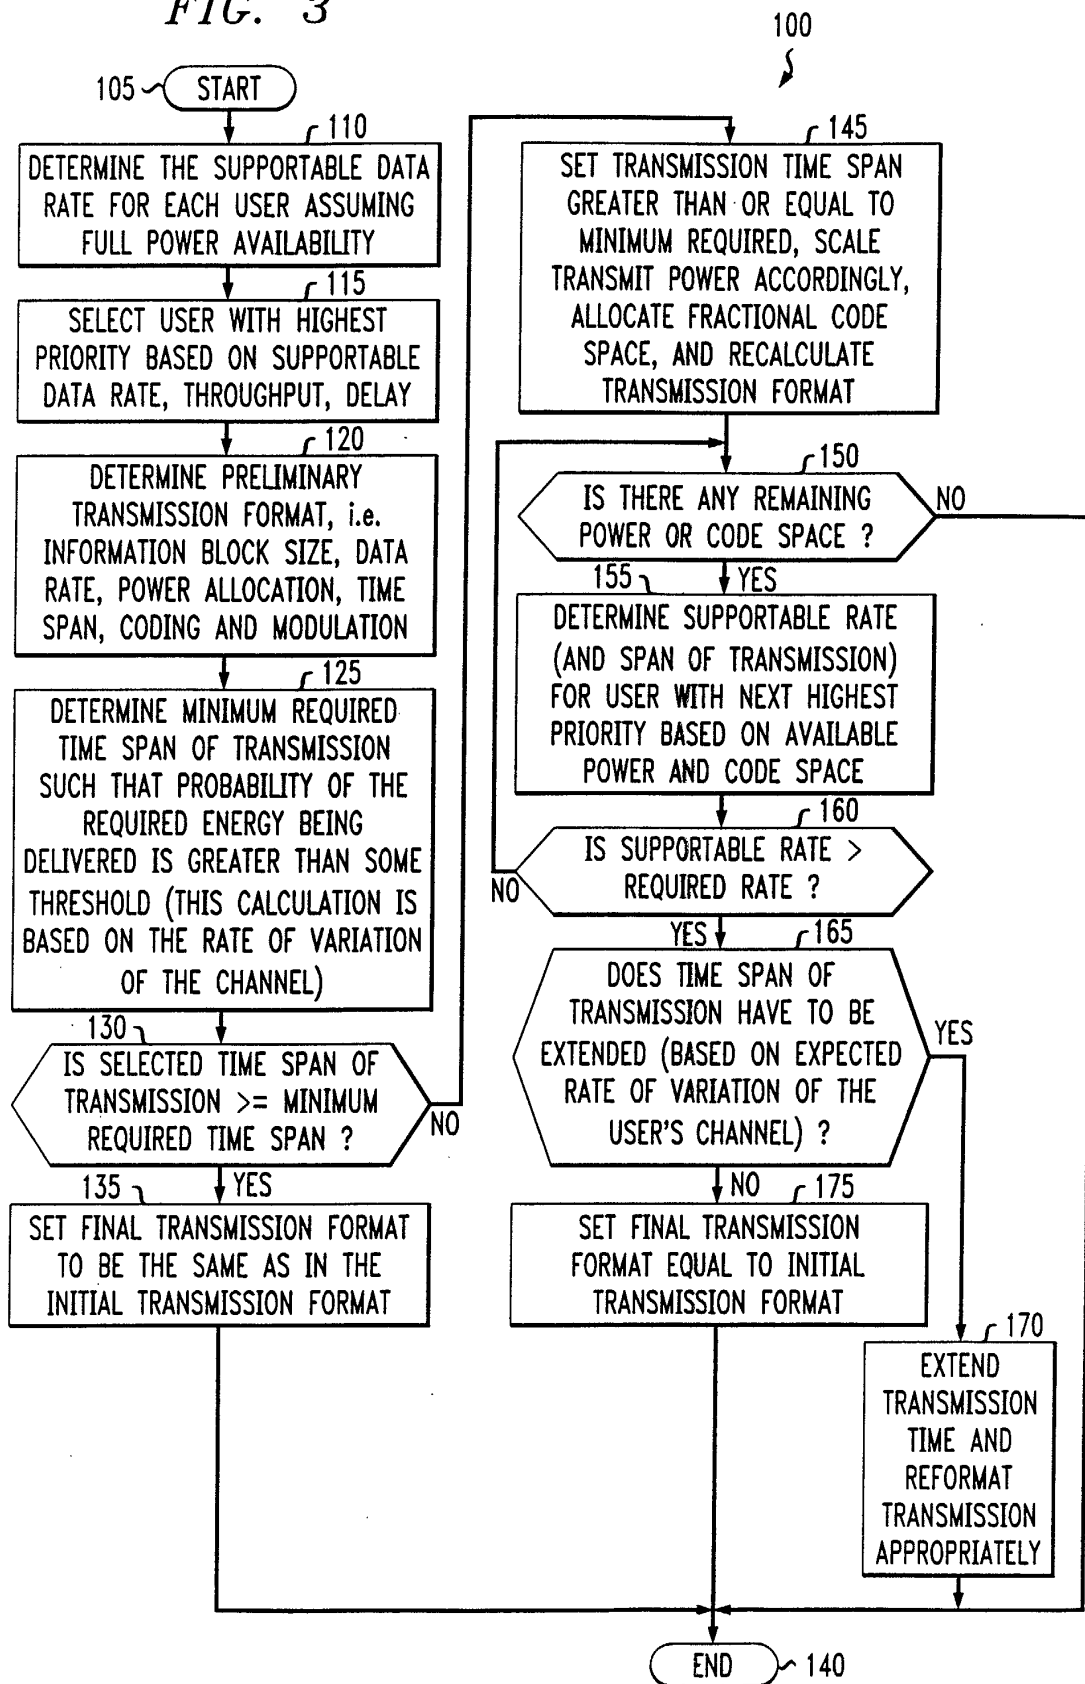 FIG. 3
100
105
START
110
DETERMINE THE SUPPORTABLE DATA
RATE FOR EACH USER ASSUMING
FULL POWER AVAILABILITY
115
SELECT USER WITH HIGHEST
PRIORITY BASED ON SUPPORTABLE
DATA RATE, THROUGHPUT, DELAY
120
DETERMINE PRELIMINARY
TRANSMISSION FORMAT, i.e.
INFORMATION BLOCK SIZE, DATA
RATE, POWER ALLOCATION, TIME
SPAN, CODING AND MODULATION
125
DETERMINE MINIMUM REQUIRED
TIME SPAN OF TRANSMISSION
SUCH THAT PROBABILITY OF THE
REQUIRED ENERGY BEING
DELIVERED IS GREATER THAN SOME
THRESHOLD (THIS CALCULATION IS
BASED ON THE RATE OF VARIATION
OF THE CHANNEL)
130
IS SELECTED TIME SPAN OF
TRANSMISSION >= MINIMUM
REQUIRED TIME SPAN ?
NO
YES
135
SET FINAL TRANSMISSION FORMAT
TO BE THE SAME AS IN THE
INITIAL TRANSMISSION FORMAT
145
SET TRANSMISSION TIME SPAN
GREATER THAN OR EQUAL TO
MINIMUM REQUIRED, SCALE
TRANSMIT POWER ACCORDINGLY,
ALLOCATE FRACTIONAL CODE
SPACE, AND RECALCULATE
TRANSMISSION FORMAT
150
IS THERE ANY REMAINING
POWER OR CODE SPACE ?
NO
YES
155
DETERMINE SUPPORTABLE RATE
(AND SPAN OF TRANSMISSION)
FOR USER WITH NEXT HIGHEST
PRIORITY BASED ON AVAILABLE
POWER AND CODE SPACE
160
IS SUPPORTABLE RATE >
REQUIRED RATE ?
NO
YES
165
DOES TIME SPAN OF
TRANSMISSION HAVE TO BE
EXTENDED (BASED ON EXPECTED
RATE OF VARIATION OF THE
USER'S CHANNEL) ?
YES
NO
175
SET FINAL TRANSMISSION
FORMAT EQUAL TO INITIAL
TRANSMISSION FORMAT
170
EXTEND
TRANSMISSION
TIME AND
REFORMAT
TRANSMISSION
APPROPRIATELY
END
140